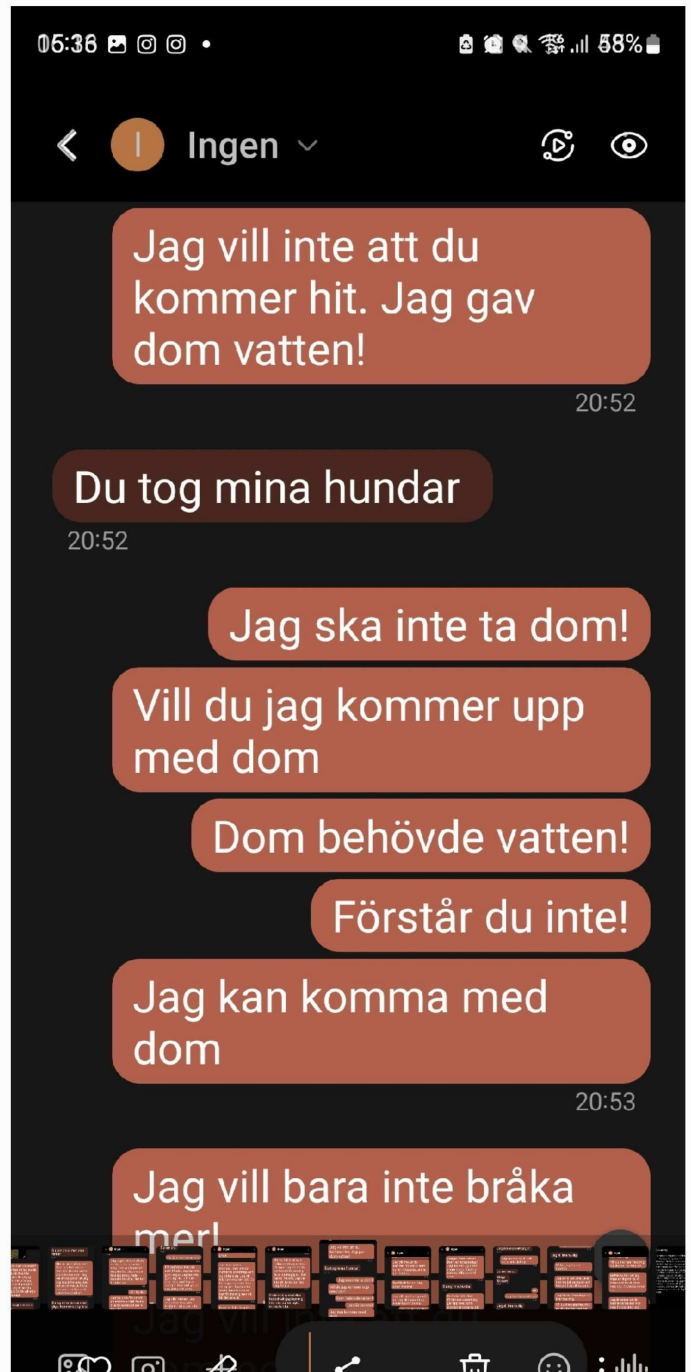 Ingen
Jag vill inte att du
kommer hit. Jag gav
dom vatten!
20:52
Du tog mina hundar
20:52
Jag ska inte ta dom!
Vill du jag kommer upp
med dom
Dom behövde vatten!
Förstår du inte!
Jag kan komma med
dom
20:53
Jag vill bara inte bråka
mer!